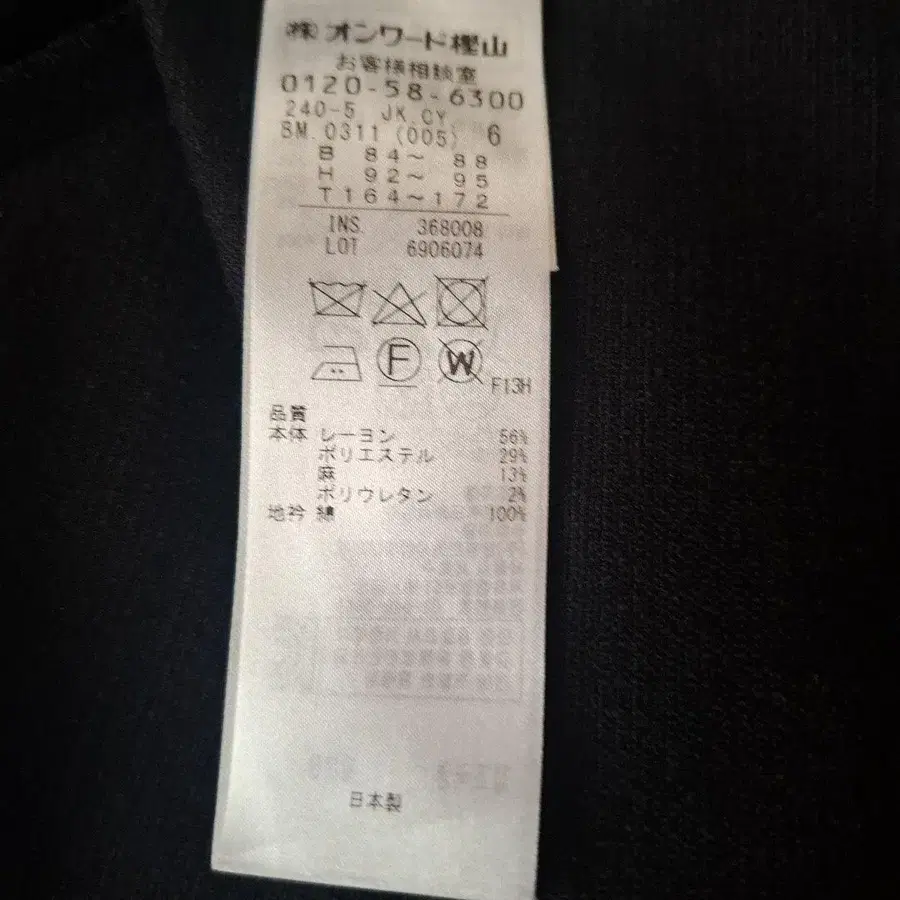 ㈱オンワード樫山
お客様相談室
0120-58-6300
240-5 JK.CY.
BM.0311 (005) 6
B 84〜 88
H 92〜 95
T164〜172
INS. 368008
LOT 6906074
F W
F13H
品質
本体 レーヨン 56%
ポリエステル 29%
麻 13%
ポリウレタン 2%
地衿 綿 100%
日本製